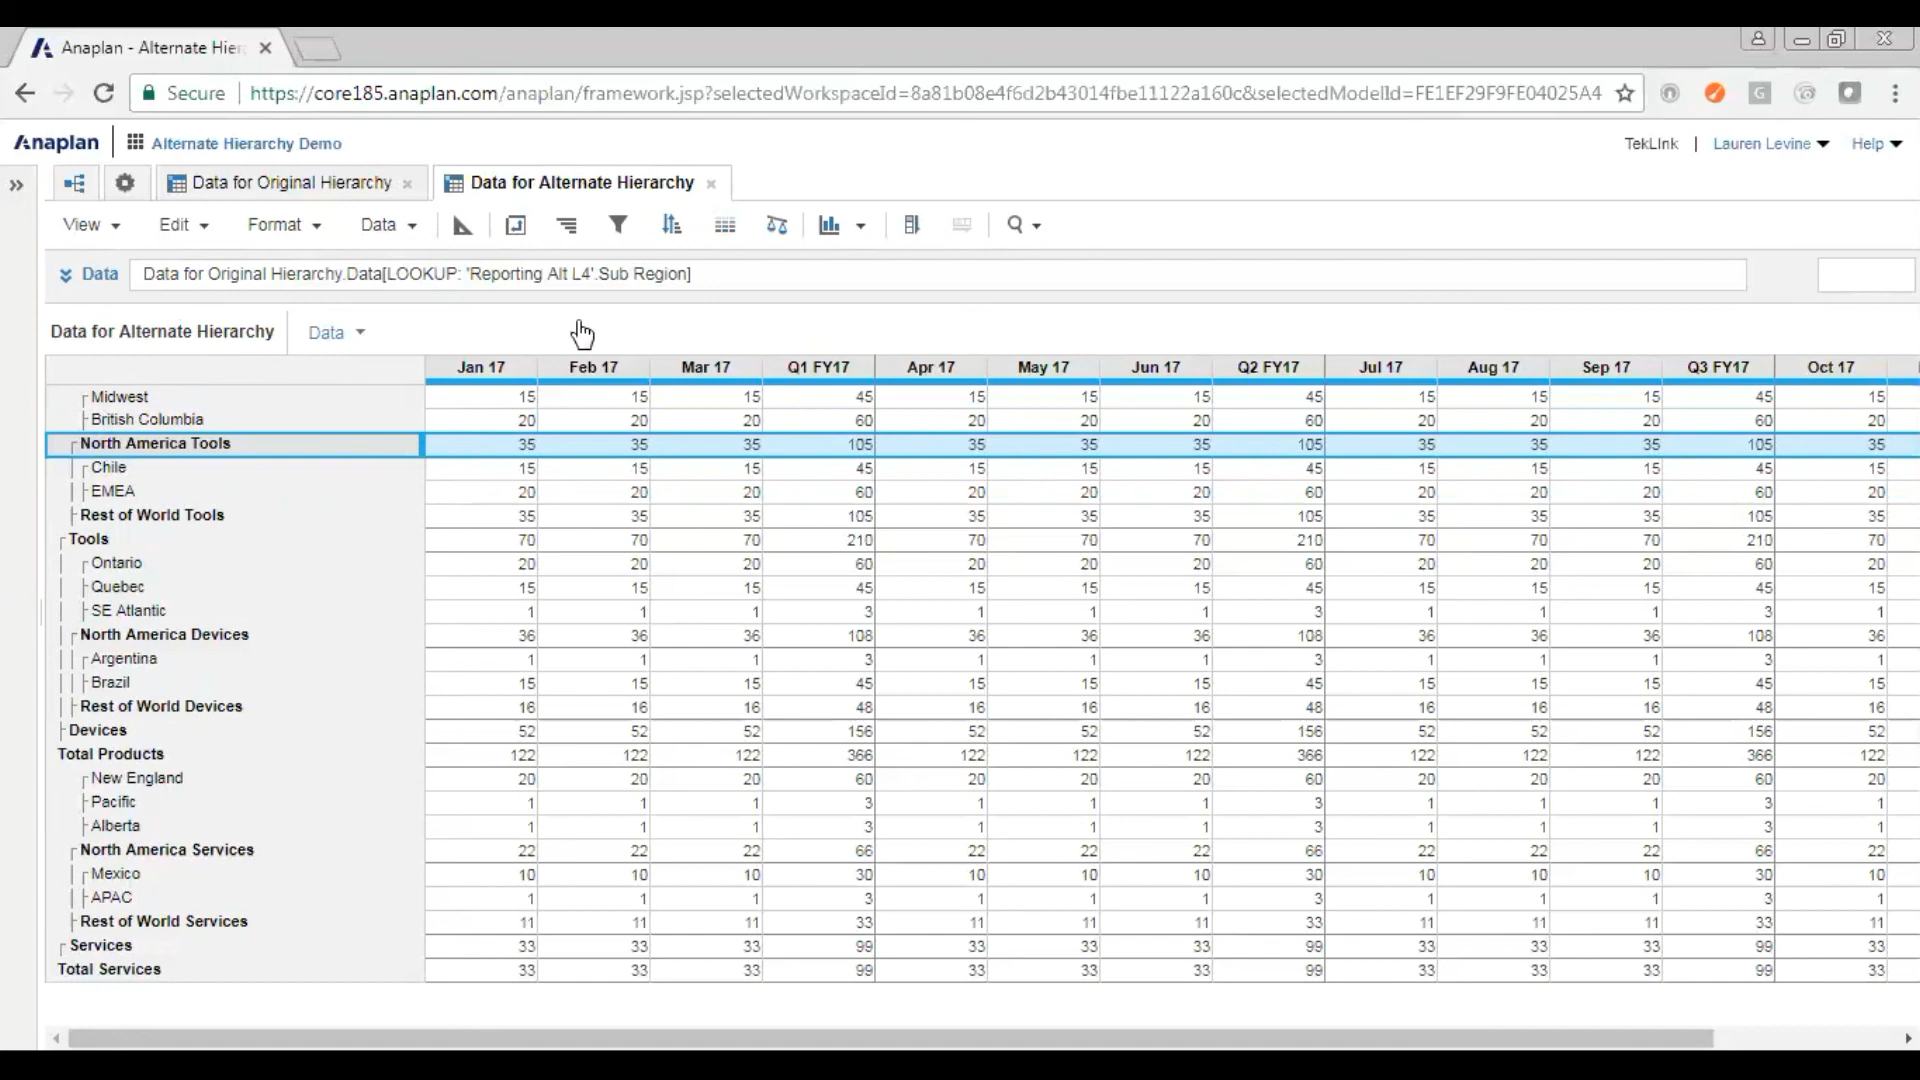 Anaplan - Alternate Hier
Secure https://core185.anaplan.com/anaplan/framework.jsp?selectedWorkspaceId=8a81b08e4f6d2b43014fbe11122a160c&selectedModelId=FE1EF29F9FE04025A4
Anaplan Alternate Hierarchy Demo TekLInk | Lauren Levine Help
Data for Original Hierarchy Data for Alternate Hierarchy
View Edit Format Data
Data Data for Original Hierarchy.Data[LOOKUP: 'Reporting Alt L4'.Sub Region]
Data for Alternate Hierarchy Data
Jan 17 Feb 17 Mar 17 Q1 FY17 Apr 17 May 17 Jun 17 Q2 FY17 Jul 17 Aug 17 Sep 17 Q3 FY17 Oct 17
Midwest 15 15 15 45 15 15 15 45 15 15 15 45 15
British Columbia 20 20 20 60 20 20 20 60 20 20 20 60 20
North America Tools 35 35 35 105 35 35 35 105 35 35 35 105 35
Chile 15 15 15 45 15 15 15 45 15 15 15 45 15
EMEA 20 20 20 60 20 20 20 60 20 20 20 60 20
Rest of World Tools 35 35 35 105 35 35 35 105 35 35 35 105 35
Tools 70 70 70 210 70 70 70 210 70 70 70 210 70
Ontario 20 20 20 60 20 20 20 60 20 20 20 60 20
Quebec 15 15 15 45 15 15 15 45 15 15 15 45 15
SE Atlantic 1 1 1 3 1 1 1 3 1 1 1 3 1
North America Devices 36 36 36 108 36 36 36 108 36 36 36 108 36
Argentina 1 1 1 3 1 1 1 3 1 1 1 3 1
Brazil 15 15 15 45 15 15 15 45 15 15 15 45 15
Rest of World Devices 16 16 16 48 16 16 16 48 16 16 16 48 16
Devices 52 52 52 156 52 52 52 156 52 52 52 156 52
Total Products 122 122 122 366 122 122 122 366 122 122 122 366 122
New England 20 20 20 60 20 20 20 60 20 20 20 60 20
Pacific 1 1 1 3 1 1 1 3 1 1 1 3 1
Alberta 1 1 1 3 1 1 1 3 1 1 1 3 1
North America Services 22 22 22 66 22 22 22 66 22 22 22 66 22
Mexico 10 10 10 30 10 10 10 30 10 10 10 30 10
APAC 1 1 1 3 1 1 1 3 1 1 1 3 1
Rest of World Services 11 11 11 33 11 11 11 33 11 11 11 33 11
Services 33 33 33 99 33 33 33 99 33 33 33 99 33
Total Services 33 33 33 99 33 33 33 99 33 33 33 99 33